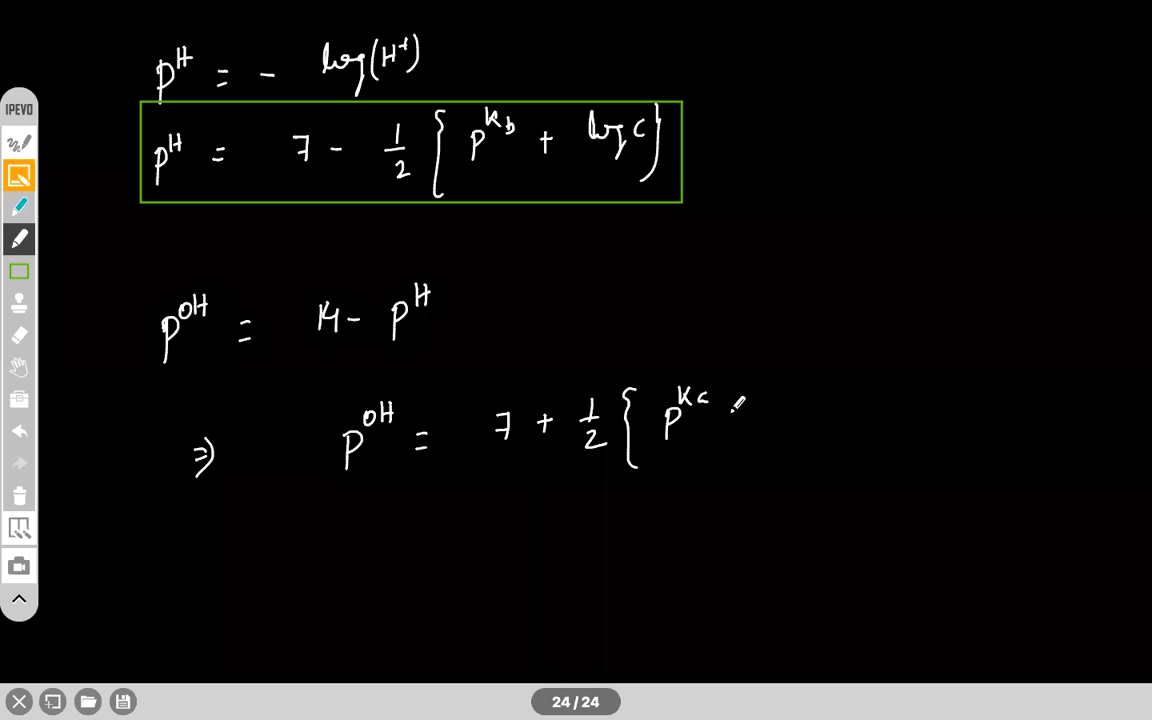 pH = - log(H+)
IPEVO
pH = 7 - 1/2 { pKb + log c }
pOH = 14 - pH
⇒ pOH = 7 + 1/2 { pKc
24 / 24